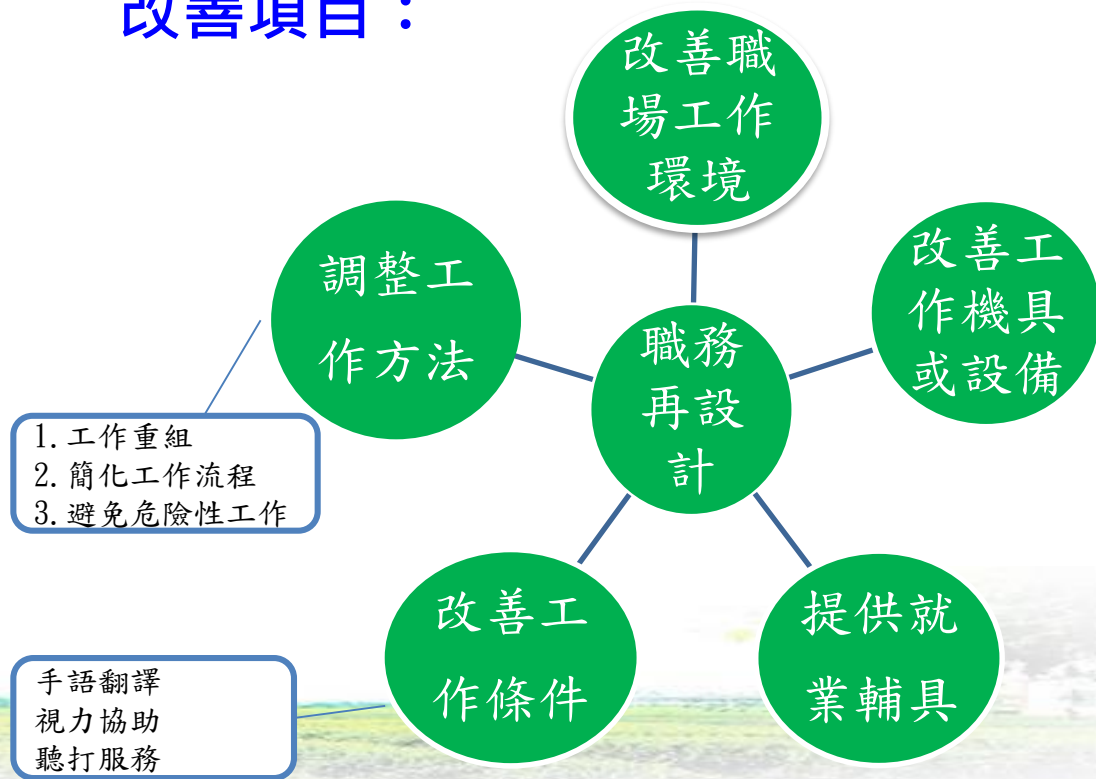 改善項目：
改善職
場工作
環境
調整工
作方法
改善工
作機具
或設備
職務
再設
計
1.工作重組
2.簡化工作流程
3.避免危險性工作
改善工
作條件
提供就
業輔具
手語翻譯
視力協助
聽打服務